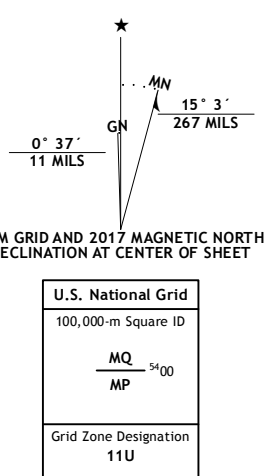 MN
15° 3´
267 MILS
GN
0° 37´
11 MILS
M GRID AND 2017 MAGNETIC NORTH
ECLINATION AT CENTER OF SHEET
U.S. National Grid
100,000-m Square ID
MQ
5400
MP
Grid Zone Designation
11U